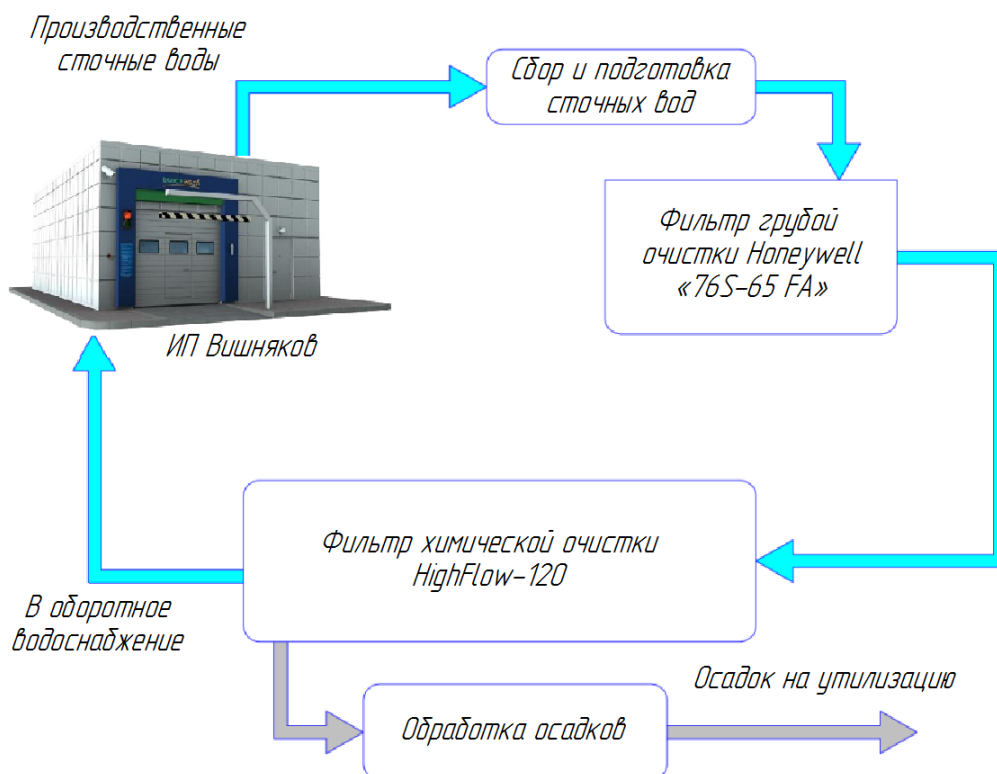 Производственные
сточные воды
Сбор и подготовка
сточных вод
Фильтр грубой
очистки Honeywell
«76S-65 FA»
ИП Вишняков
Фильтр химической очистки
HighFlow-120
В оборотное
водоснабжение
Осадок на утилизацию
Обработка осадков